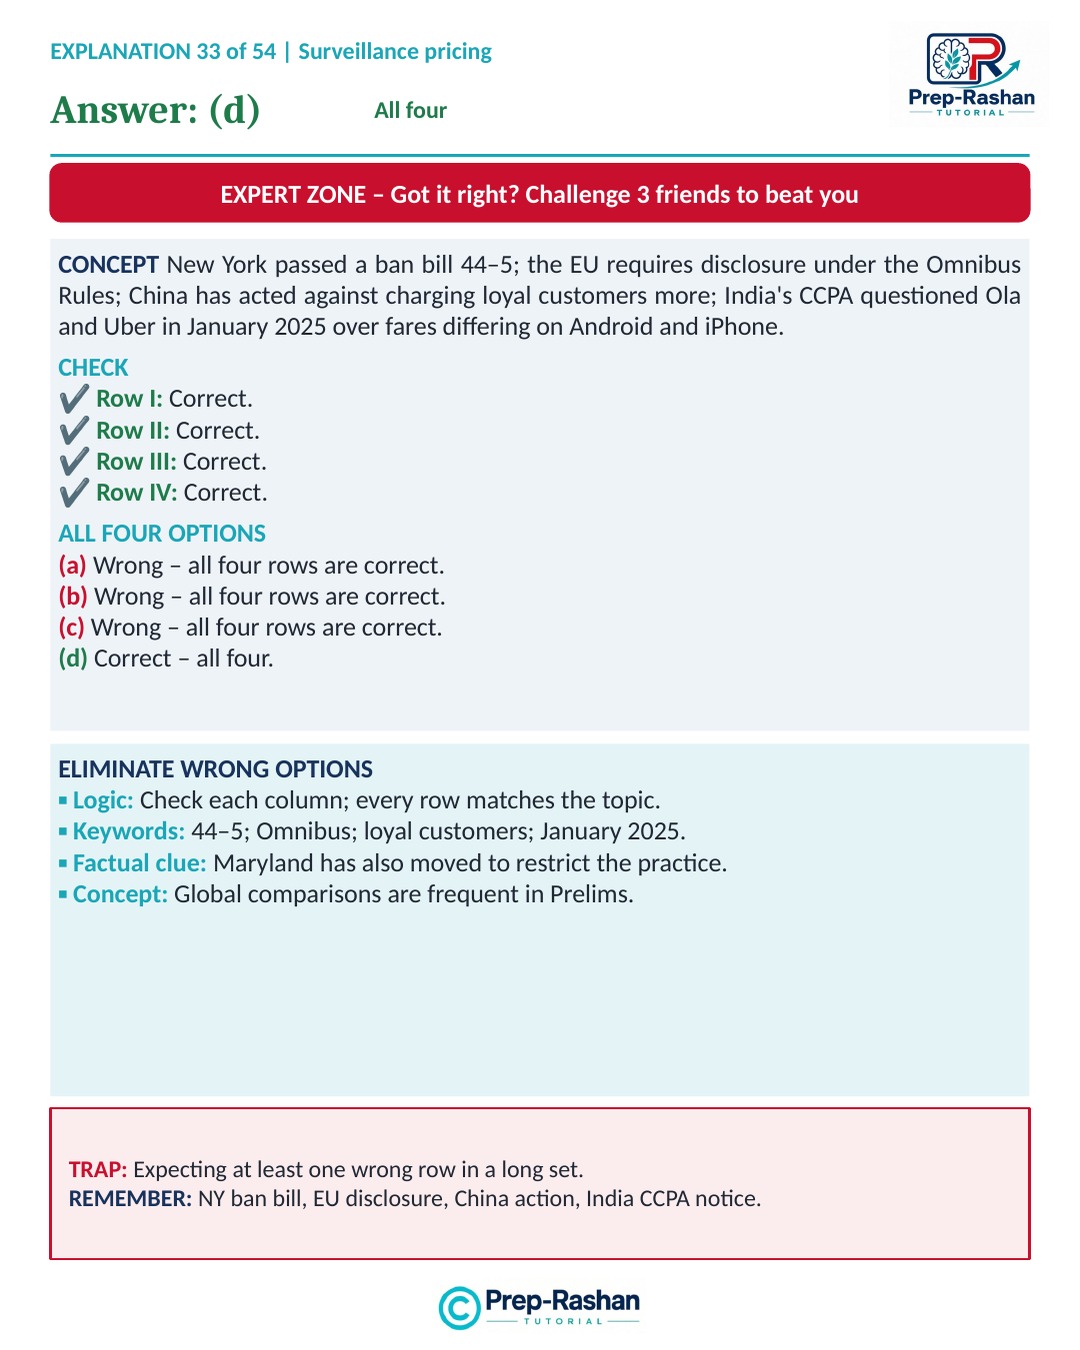 EXPLANATION 33 of 54 | Surveillance pricing
Prep-Rashan
TUTORIAL
Answer: (d)
All four
EXPERT ZONE – Got it right? Challenge 3 friends to beat you
CONCEPT New York passed a ban bill 44–5; the EU requires disclosure under the Omnibus
Rules; China has acted against charging loyal customers more; India's CCPA questioned Ola
and Uber in January 2025 over fares differing on Android and iPhone.
CHECK
✔ Row I: Correct.
✔ Row II: Correct.
✔ Row III: Correct.
✔ Row IV: Correct.
ALL FOUR OPTIONS
(a) Wrong – all four rows are correct.
(b) Wrong – all four rows are correct.
(c) Wrong – all four rows are correct.
(d) Correct – all four.
ELIMINATE WRONG OPTIONS
▪ Logic: Check each column; every row matches the topic.
▪ Keywords: 44–5; Omnibus; loyal customers; January 2025.
▪ Factual clue: Maryland has also moved to restrict the practice.
▪ Concept: Global comparisons are frequent in Prelims.
TRAP: Expecting at least one wrong row in a long set.
REMEMBER: NY ban bill, EU disclosure, China action, India CCPA notice.
© Prep-Rashan
TUTORIAL